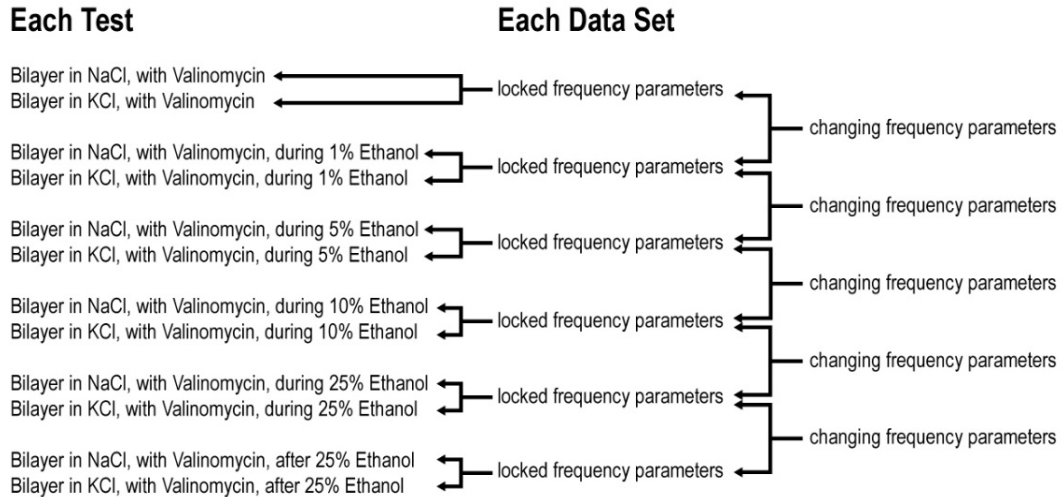 Each Test
Each Data Set
Bilayer in NaCl, with Valinomycin
Bilayer in KCl, with Valinomycin
locked frequency parameters
changing frequency parameters
Bilayer in NaCl, with Valinomycin, during 1% Ethanol
Bilayer in KCl, with Valinomycin, during 1% Ethanol
locked frequency parameters
changing frequency parameters
Bilayer in NaCl, with Valinomycin, during 5% Ethanol
Bilayer in KCl, with Valinomycin, during 5% Ethanol
locked frequency parameters
changing frequency parameters
Bilayer in NaCl, with Valinomycin, during 10% Ethanol
Bilayer in KCl, with Valinomycin, during 10% Ethanol
locked frequency parameters
changing frequency parameters
Bilayer in NaCl, with Valinomycin, during 25% Ethanol
Bilayer in KCl, with Valinomycin, during 25% Ethanol
locked frequency parameters
changing frequency parameters
Bilayer in NaCl, with Valinomycin, after 25% Ethanol
Bilayer in KCl, with Valinomycin, after 25% Ethanol
locked frequency parameters